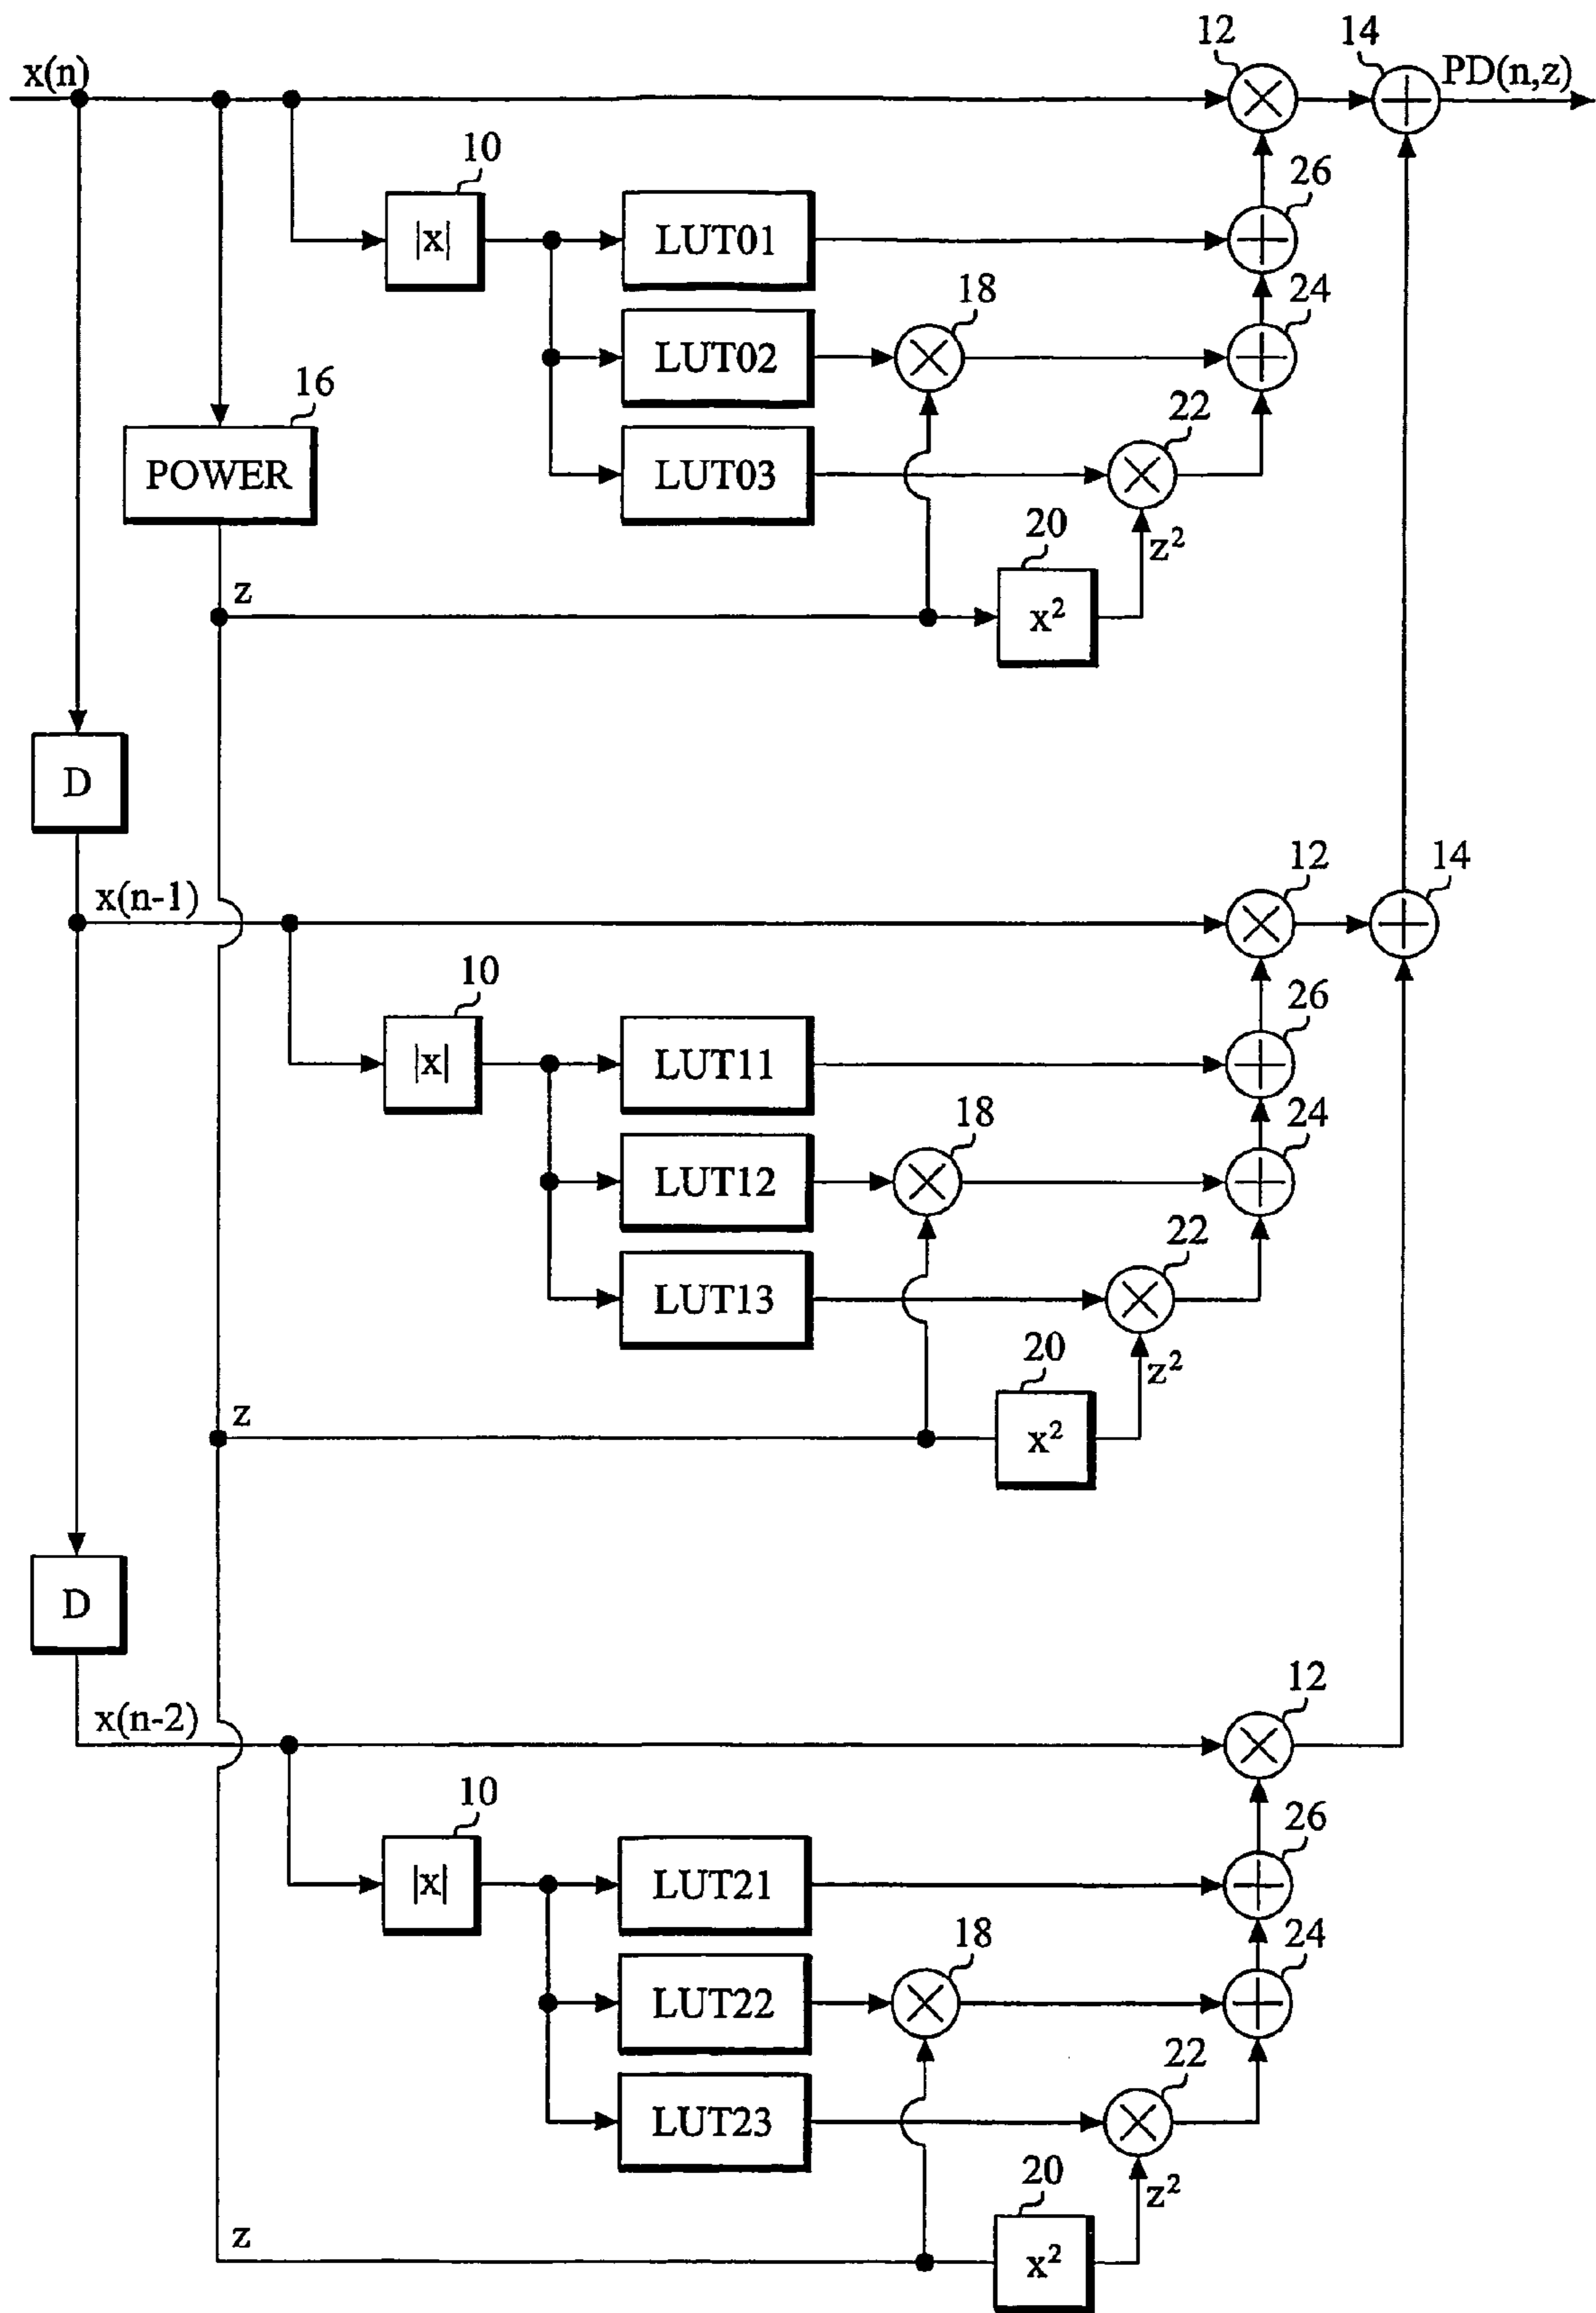 12
14
x(n)
PD(n,z)
10
26
|x|
LUT01
18
24
LUT02
16
22
POWER
LUT03
20
z²
z
x²
D
12
14
x(n-1)
10
26
|x|
LUT11
18
24
LUT12
22
LUT13
20
z²
z
x²
D
12
x(n-2)
10
26
|x|
LUT21
18
24
LUT22
22
LUT23
20
z²
z
x²